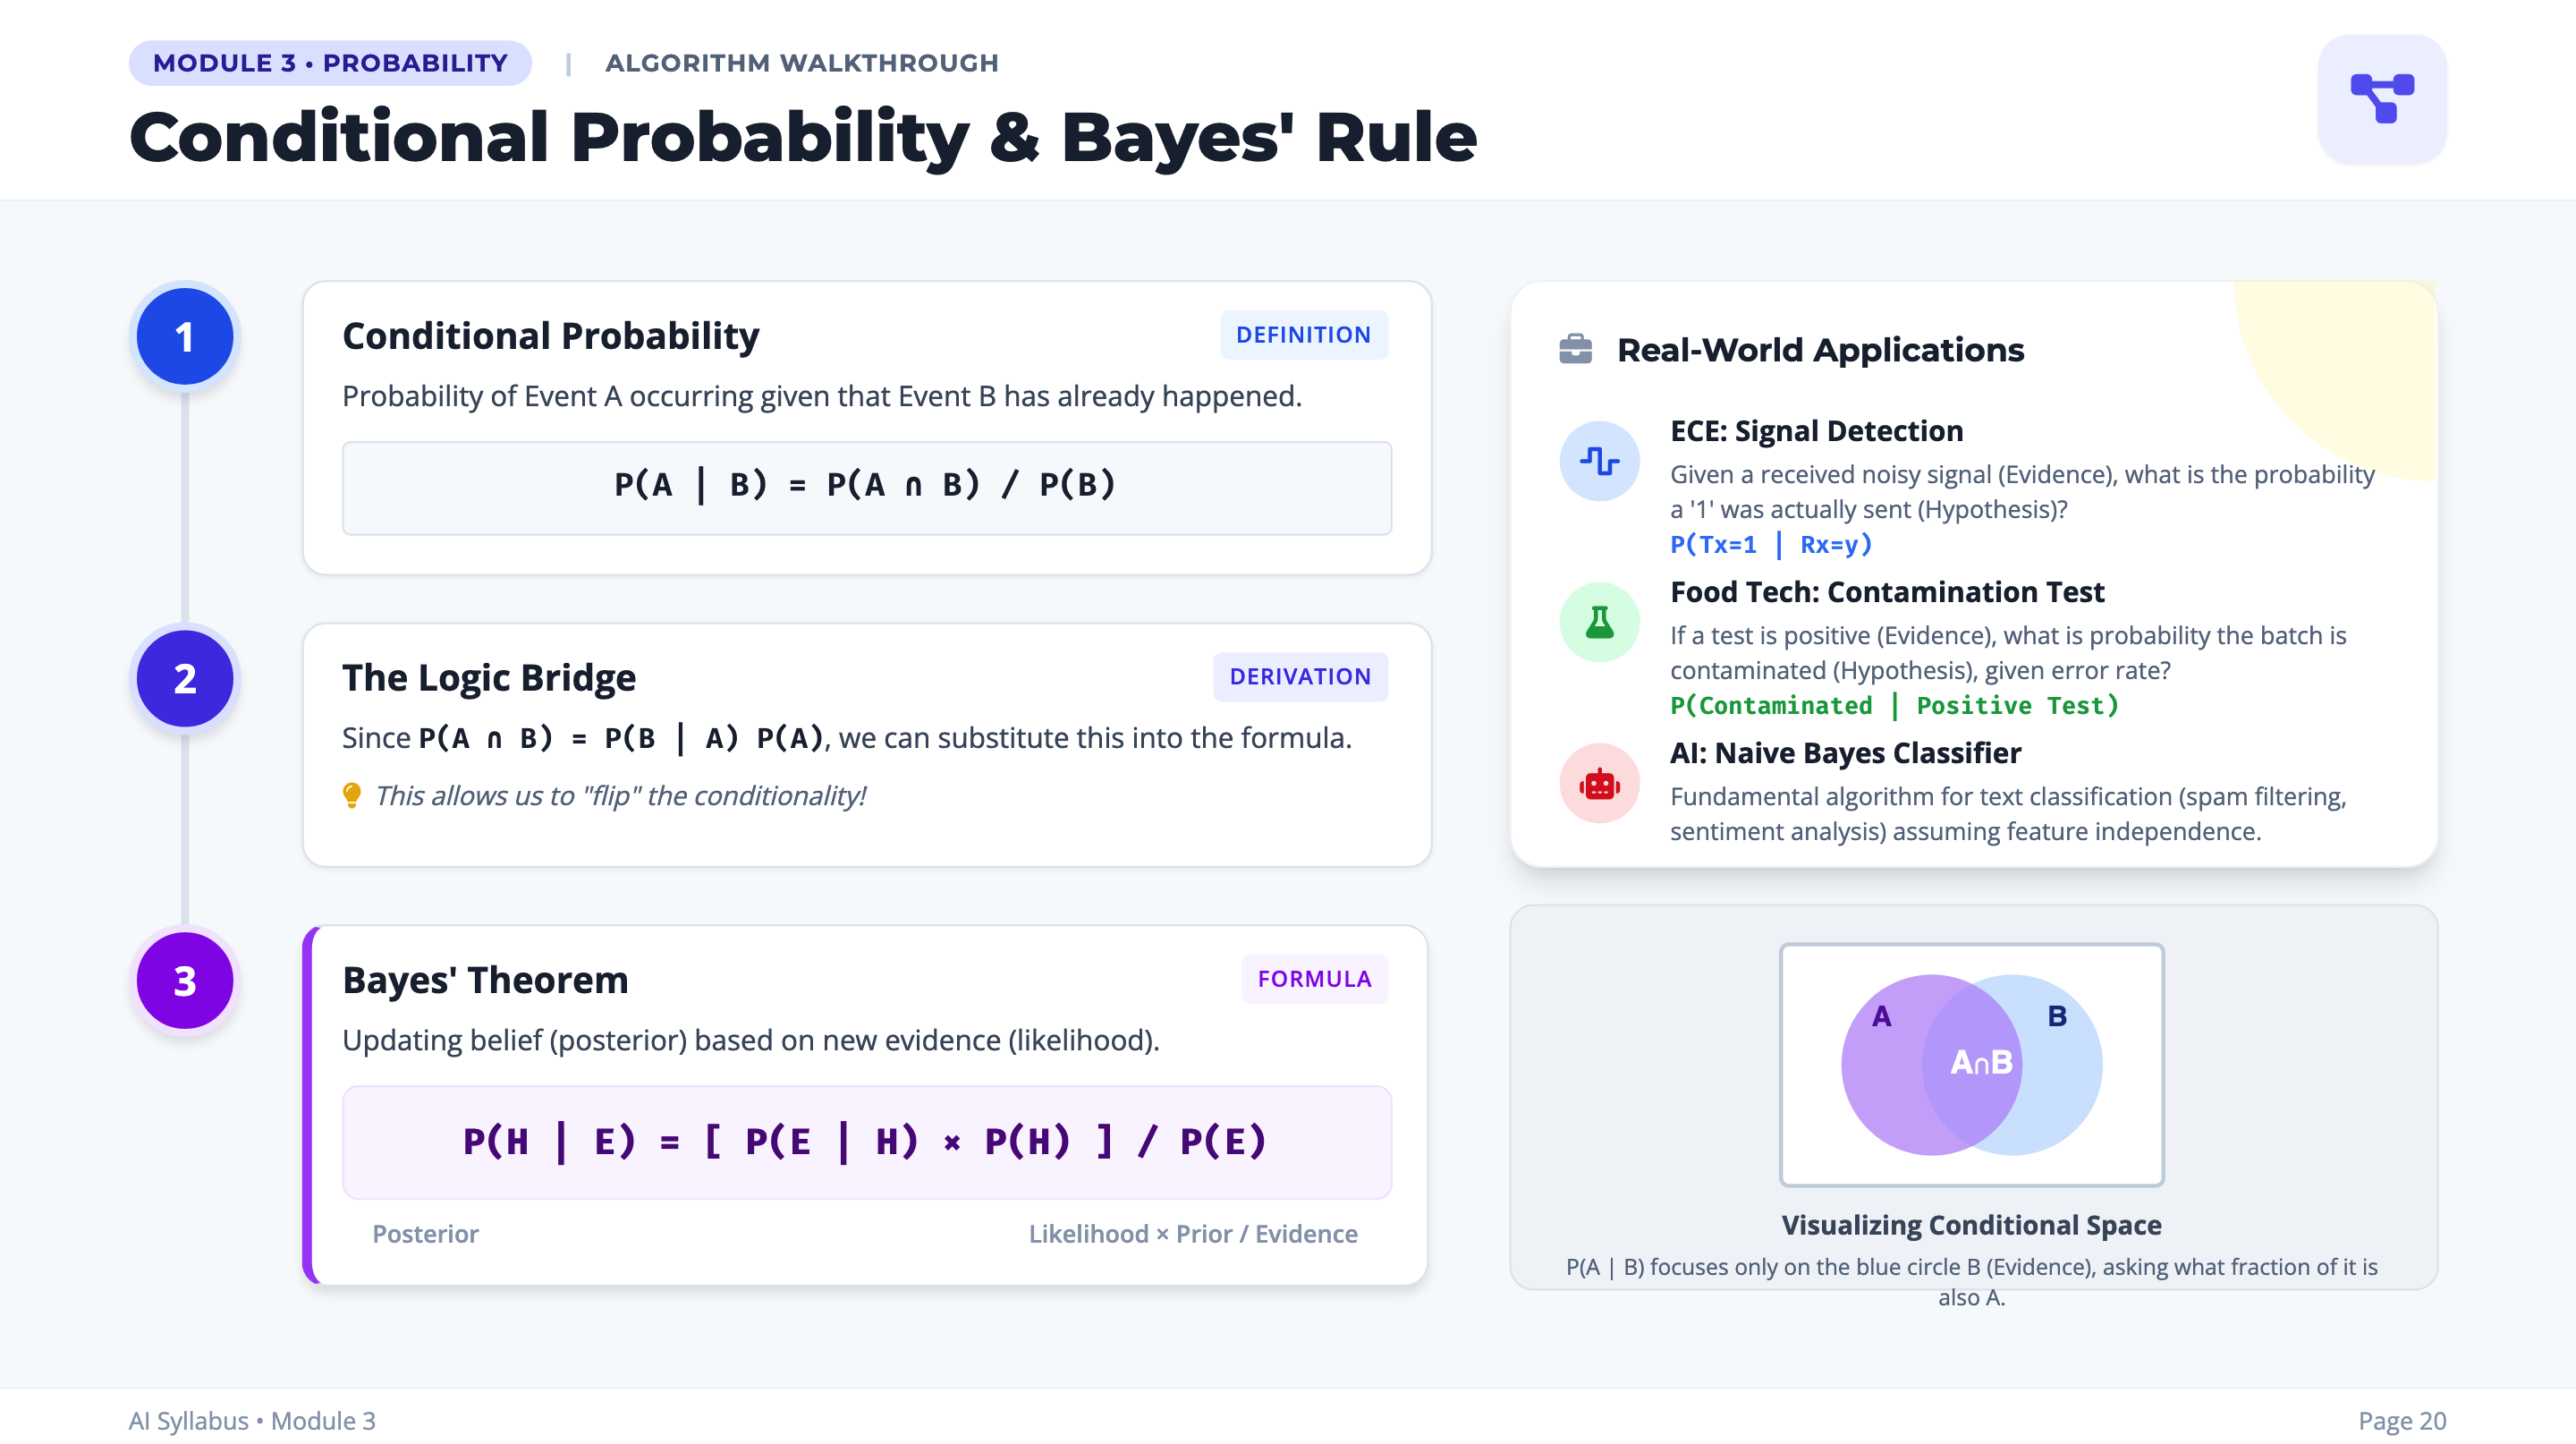 MODULE 3 • PROBABILITY | ALGORITHM WALKTHROUGH
Conditional Probability & Bayes' Rule
1
Conditional Probability
DEFINITION
Probability of Event A occurring given that Event B has already happened.
P(A | B) = P(A ∩ B) / P(B)
2
The Logic Bridge
DERIVATION
Since P(A ∩ B) = P(B | A) P(A), we can substitute this into the formula.
This allows us to "flip" the conditionality!
3
Bayes' Theorem
FORMULA
Updating belief (posterior) based on new evidence (likelihood).
P(H | E) = [ P(E | H) × P(H) ] / P(E)
Posterior
Likelihood × Prior / Evidence
Real-World Applications
ECE: Signal Detection
Given a received noisy signal (Evidence), what is the probability
a '1' was actually sent (Hypothesis)?
P(Tx=1 | Rx=y)
Food Tech: Contamination Test
If a test is positive (Evidence), what is probability the batch is
contaminated (Hypothesis), given error rate?
P(Contaminated | Positive Test)
AI: Naive Bayes Classifier
Fundamental algorithm for text classification (spam filtering,
sentiment analysis) assuming feature independence.
A
B
A∩B
Visualizing Conditional Space
P(A | B) focuses only on the blue circle B (Evidence), asking what fraction of it is
also A.
AI Syllabus • Module 3
Page 20